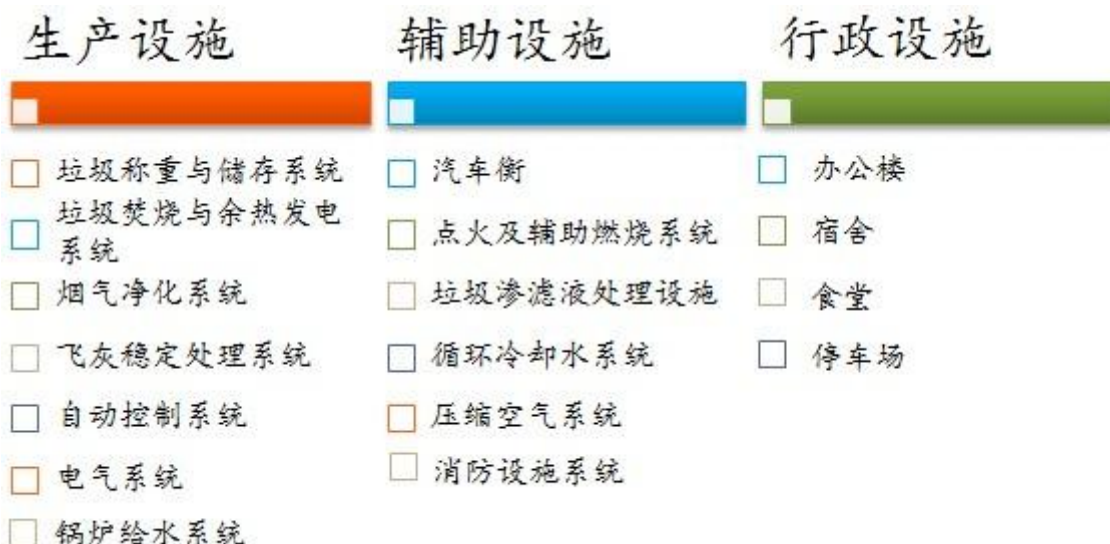 生产设施
垃圾称重与储存系统
垃圾焚烧与余热发电
系统
烟气净化系统
飞灰稳定处理系统
自动控制系统
电气系统
锅炉给水系统
辅助设施
汽车衡
点火及辅助燃烧系统
垃圾渗滤液处理设施
循环冷却水系统
压缩空气系统
消防设施系统
行政设施
办公楼
宿舍
食堂
停车场